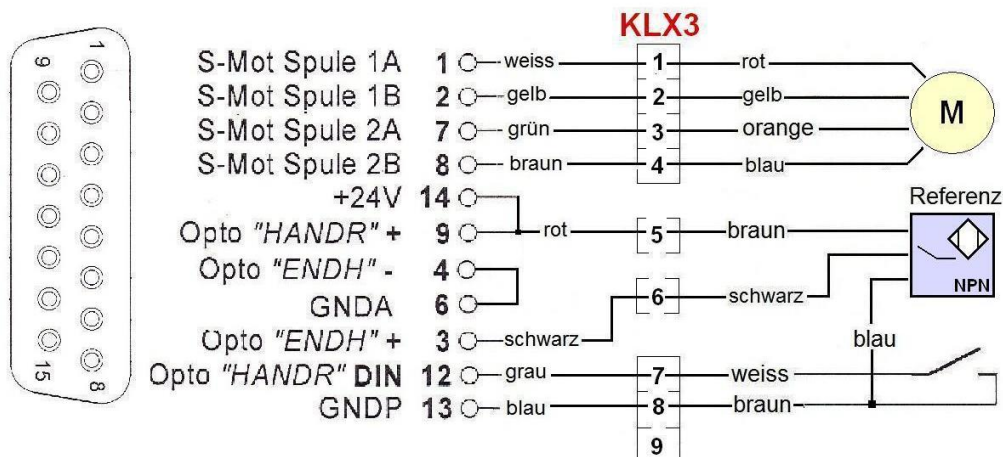 KLX3
1
9
15
8
S-Mot Spule 1A 1 weiss 1 rot
S-Mot Spule 1B 2 gelb 2 gelb
M
S-Mot Spule 2A 7 grün 3 orange
S-Mot Spule 2B 8 braun 4 blau
+24V 14
Referenz
Opto "HANDR" + 9 rot 5 braun
Opto "ENDH" - 4
GNDA 6 6 schwarz
NPN
Opto "ENDH" + 3 schwarz
blau
Opto "HANDR" DIN 12 grau 7 weiss
GNDP 13 blau 8 braun
9